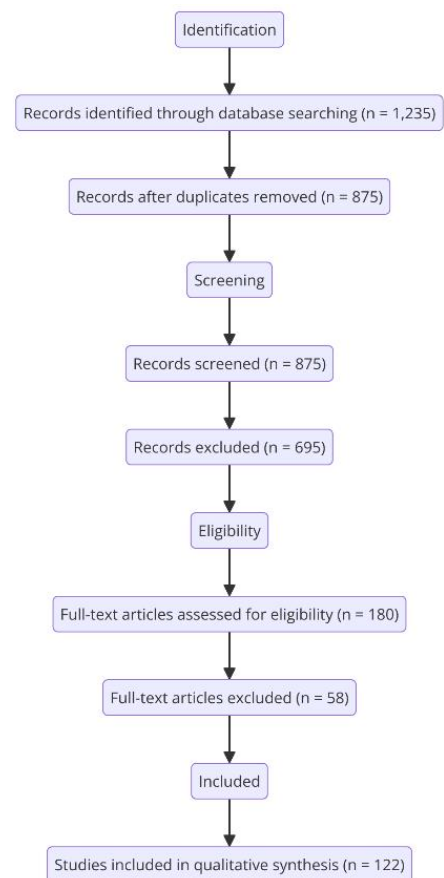 Identification
Records identified through database searching (n = 1,235)
Records after duplicates removed (n = 875)
Screening
Records screened (n = 875)
Records excluded (n = 695)
Eligibility
Full-text articles assessed for eligibility (n = 180)
Full-text articles excluded (n = 58)
Included
Studies included in qualitative synthesis (n = 122)